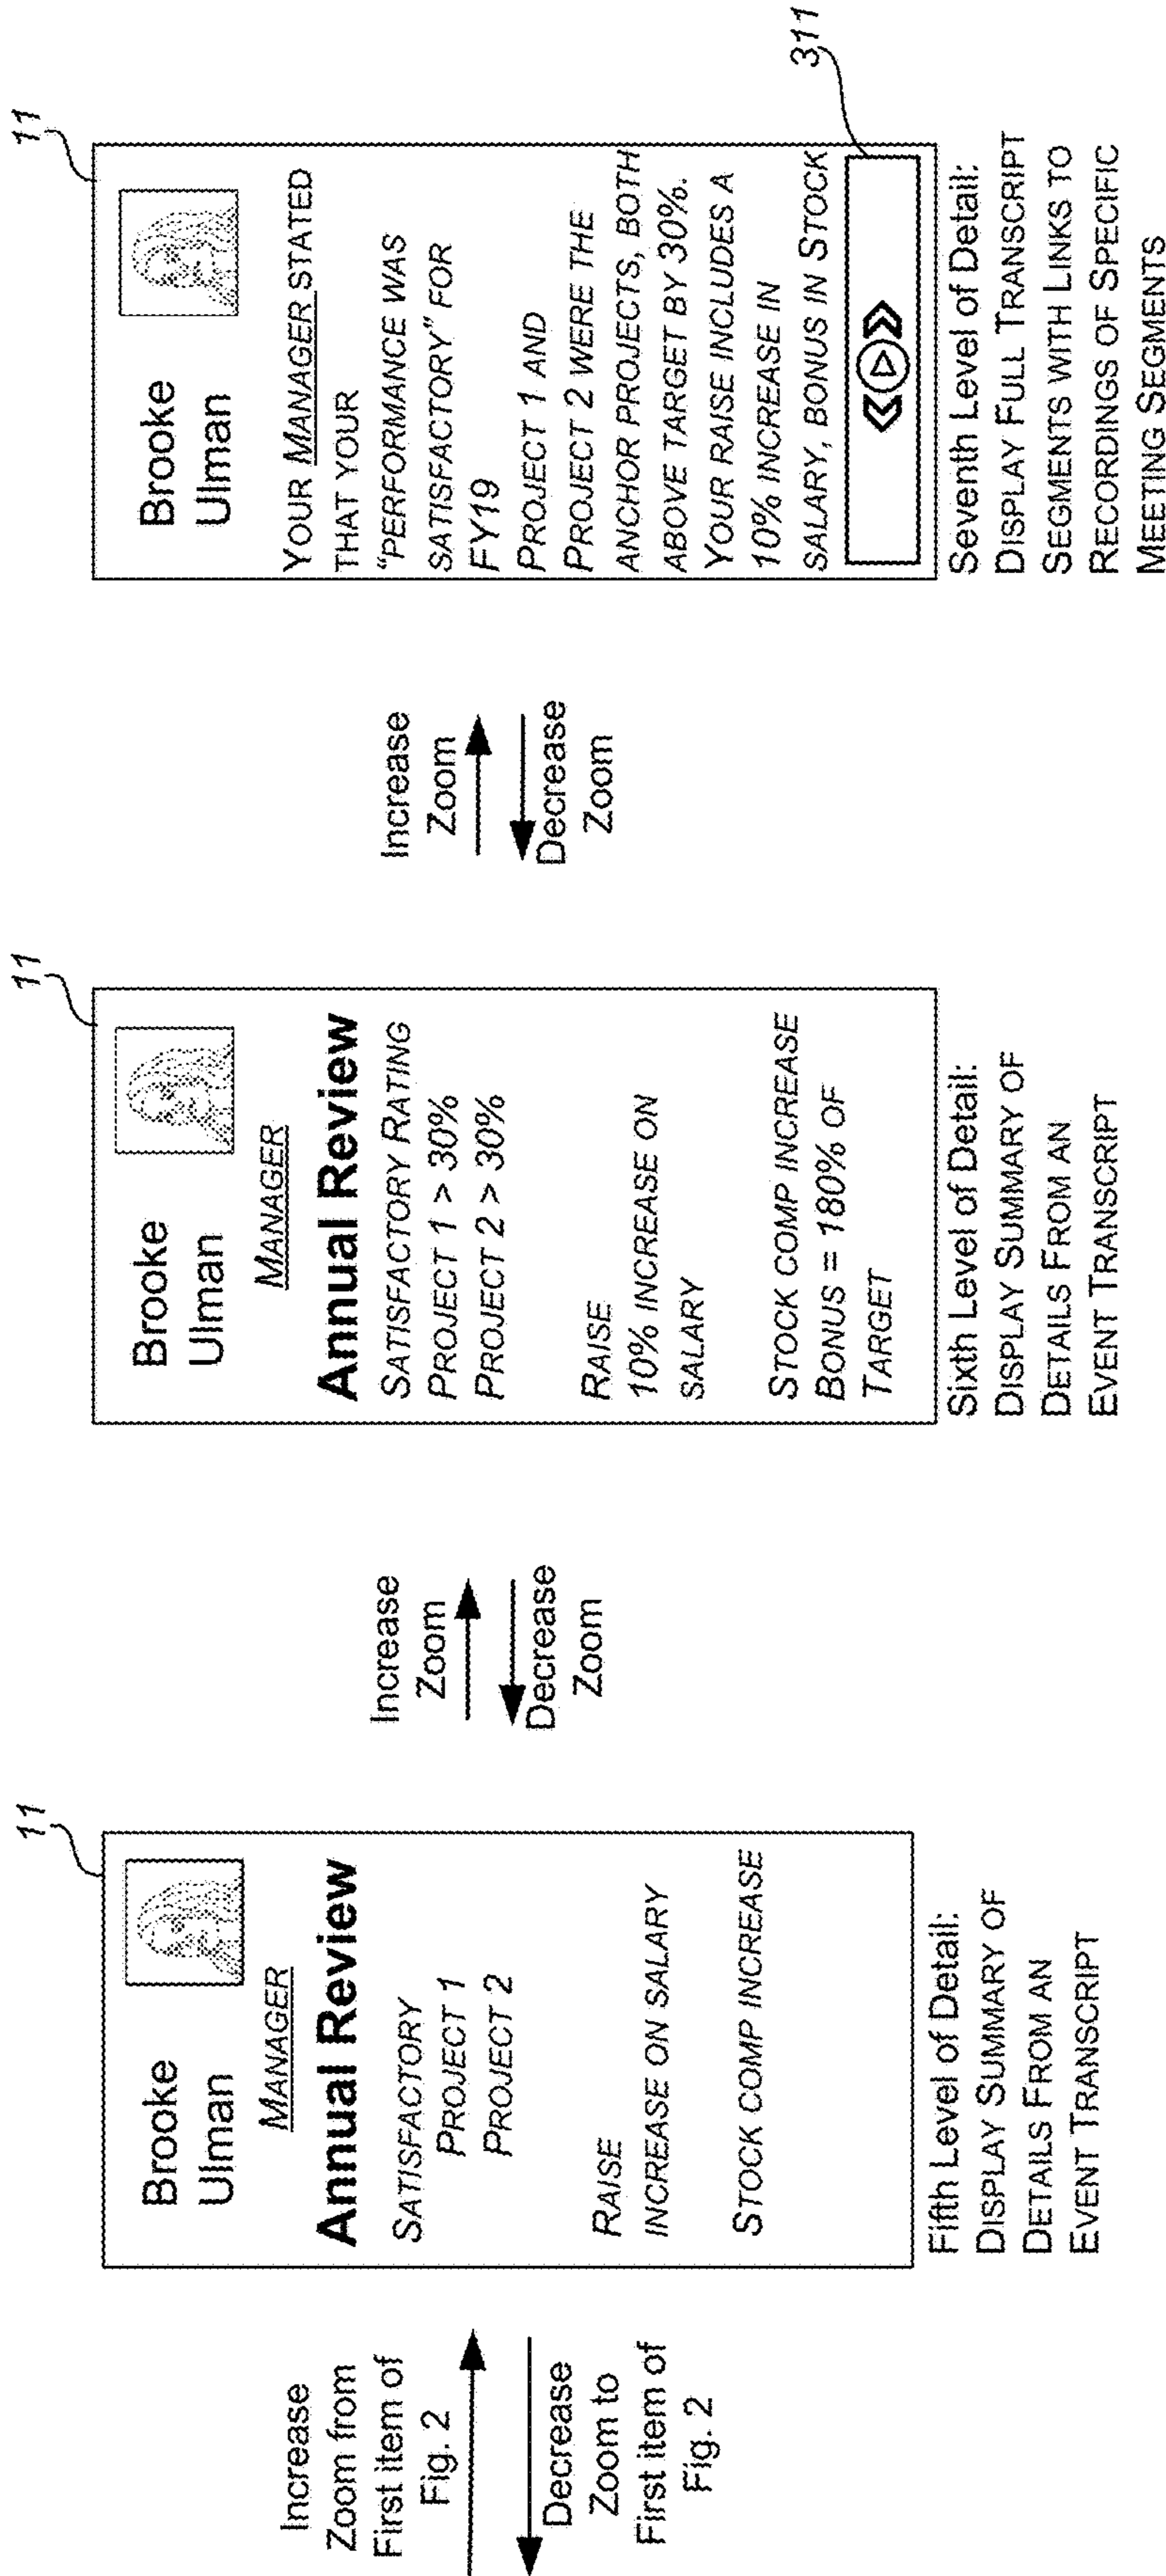 Increase
Zoom from
First item of
Fig. 2
Decrease
Zoom to
First item of
Fig. 2
11
Brooke
Ulman
MANAGER
Annual Review
SATISFACTORY
PROJECT 1
PROJECT 2
RAISE
INCREASE ON SALARY
STOCK COMP INCREASE
Fifth Level of Detail:
DISPLAY SUMMARY OF
DETAILS FROM AN
EVENT TRANSCRIPT
Increase
Zoom
Decrease
Zoom
11
Brooke
Ulman
MANAGER
Annual Review
SATISFACTORY RATING
PROJECT 1 > 30%
PROJECT 2 > 30%
RAISE
10% INCREASE ON
SALARY
STOCK COMP INCREASE
BONUS = 180% OF
TARGET
Sixth Level of Detail:
DISPLAY SUMMARY OF
DETAILS FROM AN
EVENT TRANSCRIPT
Increase
Zoom
Decrease
Zoom
11
Brooke
Ulman
YOUR MANAGER STATED
THAT YOUR
“PERFORMANCE WAS
SATISFACTORY” FOR
FY19
PROJECT 1 AND
PROJECT 2 WERE THE
ANCHOR PROJECTS, BOTH
ABOVE TARGET BY 30%.
YOUR RAISE INCLUDES A
10% INCREASE IN
SALARY, BONUS IN STOCK
311
Seventh Level of Detail:
DISPLAY FULL TRANSCRIPT
SEGMENTS WITH LINKS TO
RECORDINGS OF SPECIFIC
MEETING SEGMENTS